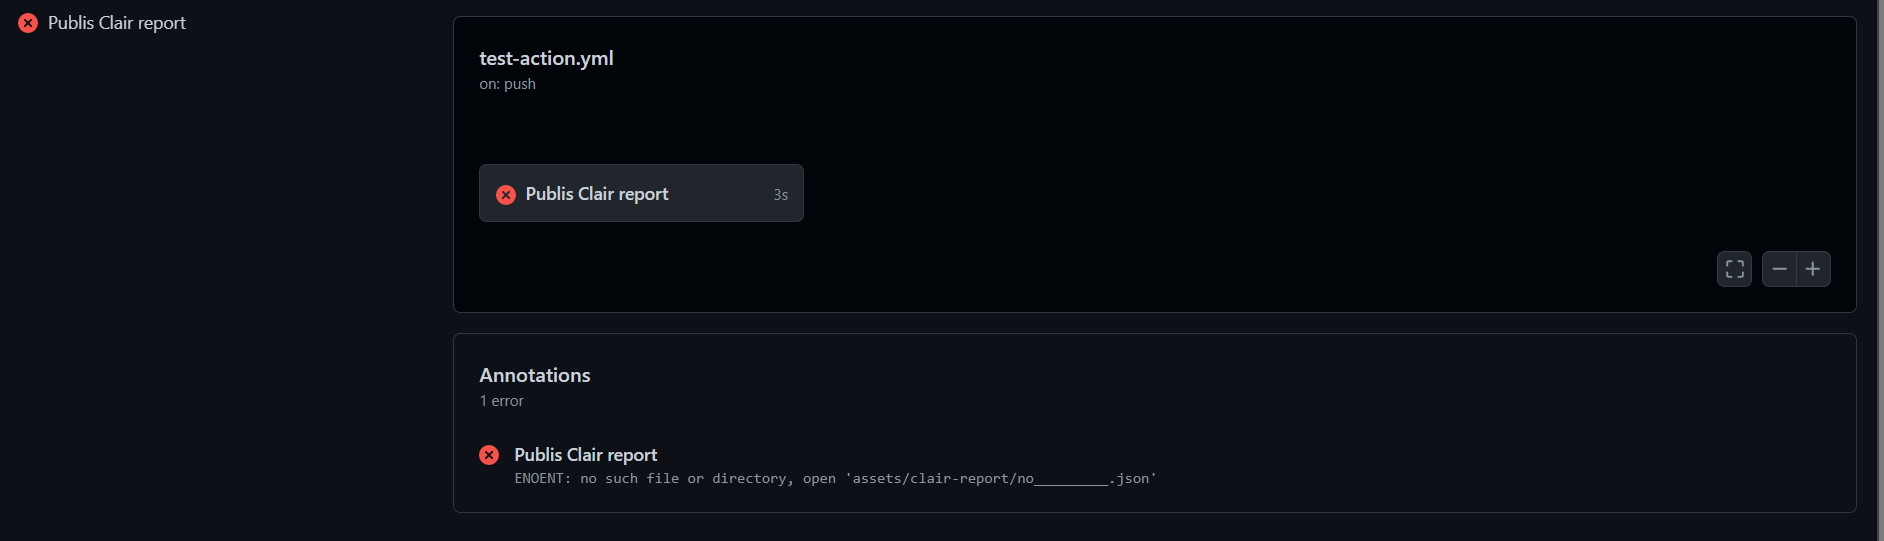 Publis Clair report
test-action.yml
on: push
Publis Clair report 3s
Annotations
1 error
Publis Clair report
ENOENT: no such file or directory, open 'assets/clair-report/no_________.json'